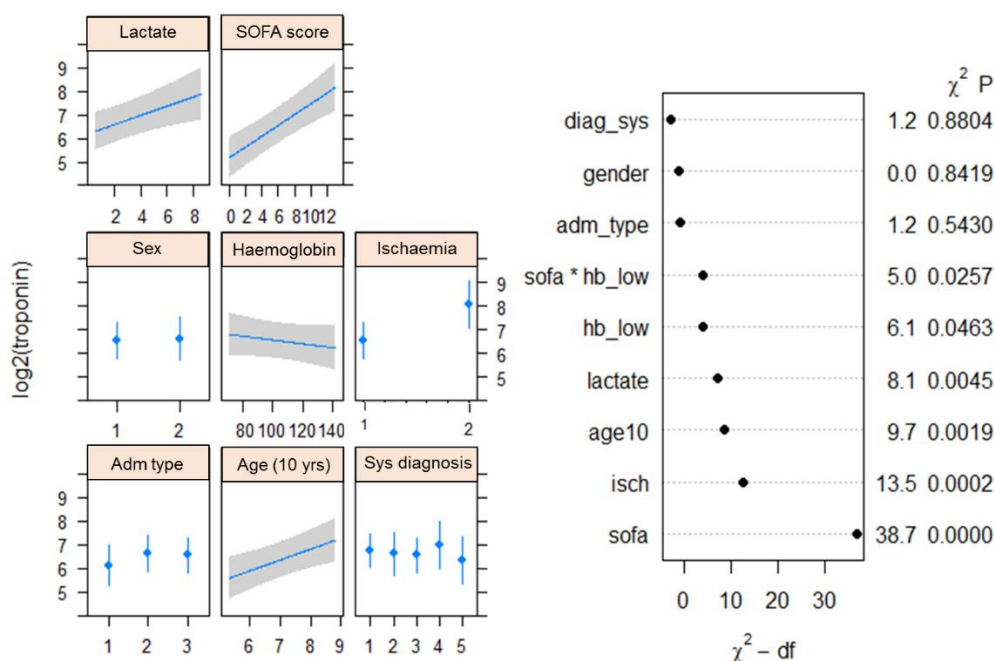 Lactate SOFA score
9
8
7
6
5
2 4 6 8 0 2 4 6 8 10 12
Sex Haemoglobin Ischaemia
9
8
7
6
5
1 2 80 100 120 140 1 2
Adm type Age (10 yrs) Sys diagnosis
9
8
7
6
5
1 2 3 6 7 8 9 1 2 3 4 5
log2(troponin)
χ² P
diag_sys 1.2 0.8804
gender 0.0 0.8419
adm_type 1.2 0.5430
sofa * hb_low 5.0 0.0257
hb_low 6.1 0.0463
lactate 8.1 0.0045
age10 9.7 0.0019
isch 13.5 0.0002
sofa 38.7 0.0000
0 10 20 30
χ² − df